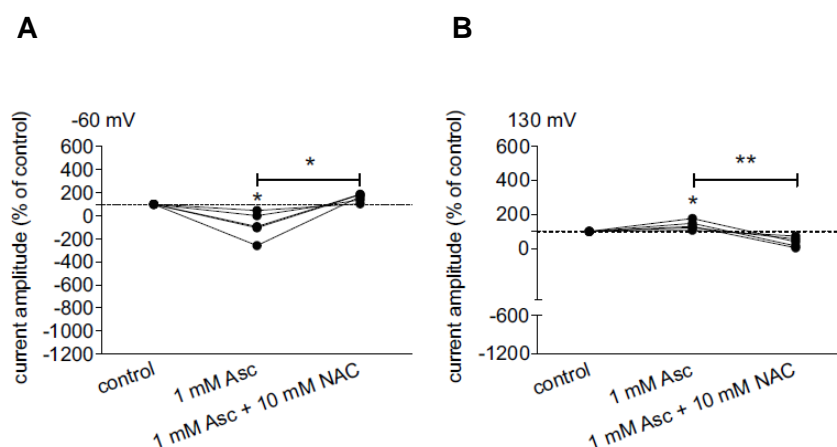 A
-60 mV
current amplitude (% of control)
600
400
200
0
-200
-400
-600
-800
-1000
-1200
*
*
control
1 mM Asc
1 mM Asc + 10 mM NAC
B
130 mV
current amplitude (% of control)
600
400
200
0
-600
-1200
**
*
control
1 mM Asc
1 mM Asc + 10 mM NAC